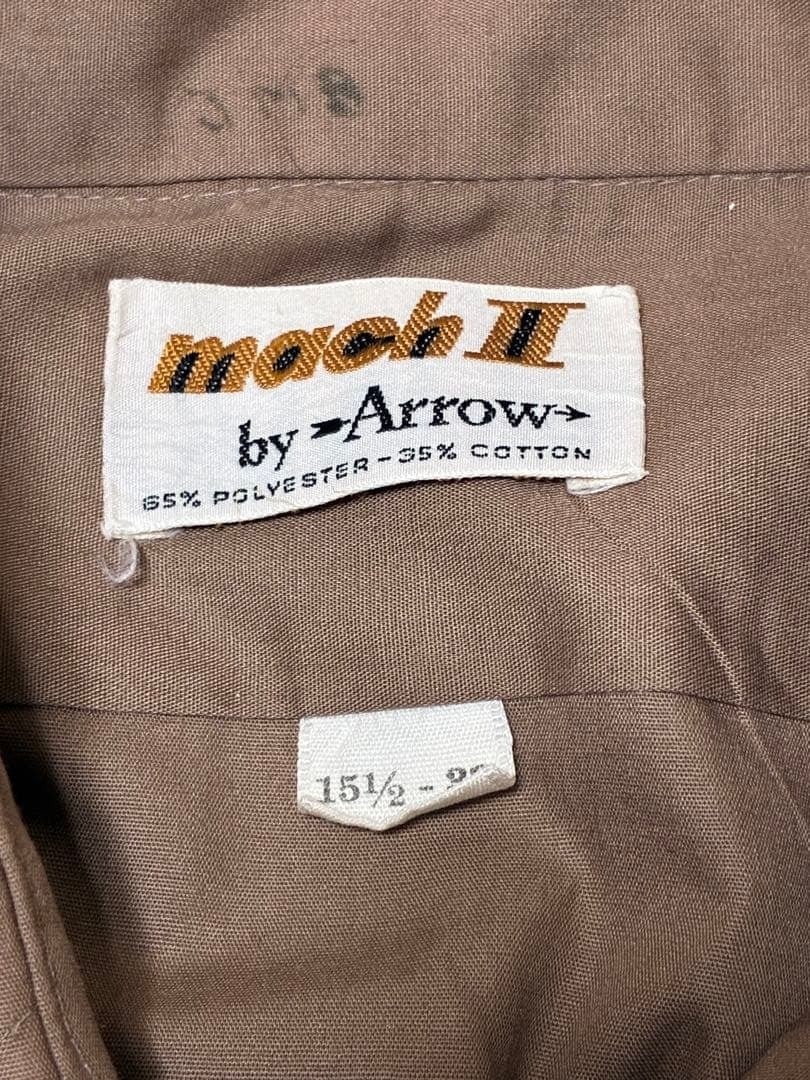 mach II
by Arrow
65% POLYESTER - 35% COTTON
15½ -